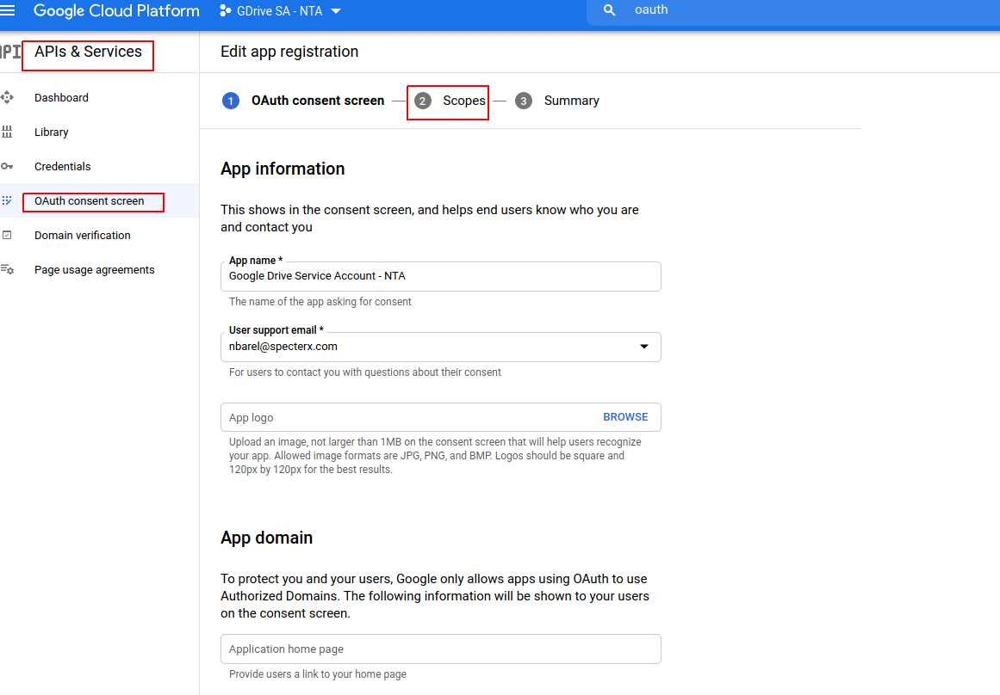 Google Cloud Platform
GDrive SA - NTA
oauth
API
APIs & Services
Edit app registration
Dashboard
Library
Credentials
OAuth consent screen
Domain verification
Page usage agreements
1 OAuth consent screen
2 Scopes
3 Summary
App information
This shows in the consent screen, and helps end users know who you are
and contact you
App name *
Google Drive Service Account - NTA
The name of the app asking for consent
User support email *
nbarel@specterx.com
For users to contact you with questions about their consent
App logo
BROWSE
Upload an image, not larger than 1MB on the consent screen that will help users recognize
your app. Allowed image formats are JPG, PNG, and BMP. Logos should be square and
120px by 120px for the best results.
App domain
To protect you and your users, Google only allows apps using OAuth to use
Authorized Domains. The following information will be shown to your users
on the consent screen.
Application home page
Provide users a link to your home page